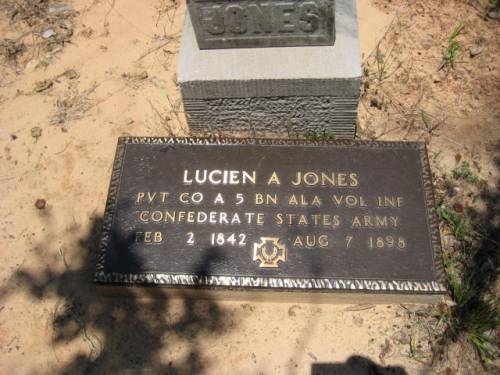 JONES
LUCIEN A JONES
PVT CO A 5 BN ALA VOL INF
CONFEDERATE STATES ARMY
FEB 2 1842 AUG 7 1898